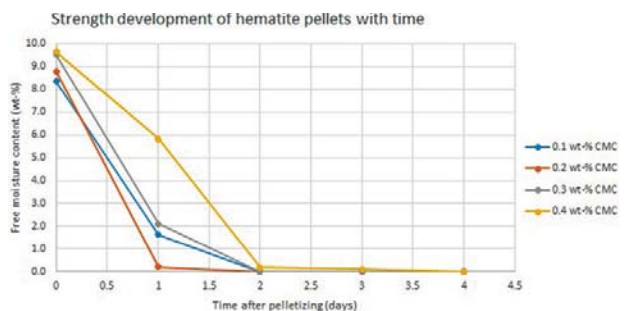 Strength development of hematite pellets with time
10.0
9.0
8.0
7.0
6.0
5.0
4.0
3.0
2.0
1.0
0.0
Free moisture content (wt-%)
0 0.5 1 1.5 2 2.5 3 3.5 4 4.5
Time after pelletizing (days)
0.1 wt-% CMC
0.2 wt-% CMC
0.3 wt-% CMC
0.4 wt-% CMC